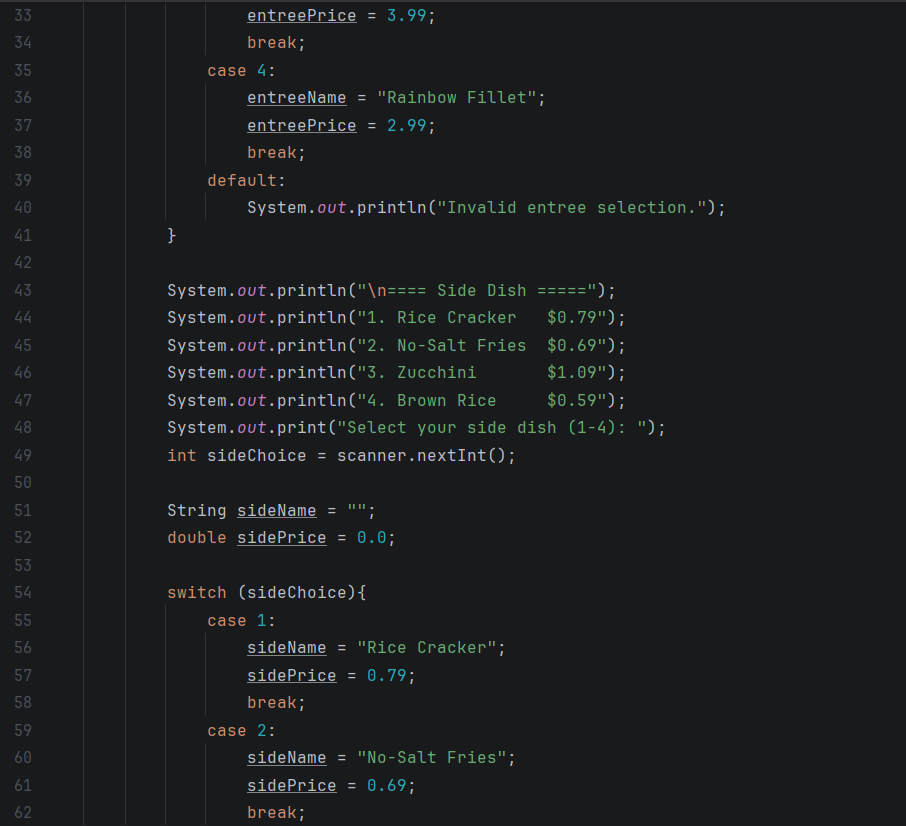 33                     entreePrice = 3.99;
34                     break;
35                 case 4:
36                     entreeName = "Rainbow Fillet";
37                     entreePrice = 2.99;
38                     break;
39                 default:
40                     System.out.println("Invalid entree selection.");
41             }
42
43             System.out.println("\n==== Side Dish =====");
44             System.out.println("1. Rice Cracker   $0.79");
45             System.out.println("2. No-Salt Fries  $0.69");
46             System.out.println("3. Zucchini       $1.09");
47             System.out.println("4. Brown Rice     $0.59");
48             System.out.print("Select your side dish (1-4): ");
49             int sideChoice = scanner.nextInt();
50
51             String sideName = "";
52             double sidePrice = 0.0;
53
54             switch (sideChoice){
55                 case 1:
56                     sideName = "Rice Cracker";
57                     sidePrice = 0.79;
58                     break;
59                 case 2:
60                     sideName = "No-Salt Fries";
61                     sidePrice = 0.69;
62                     break;